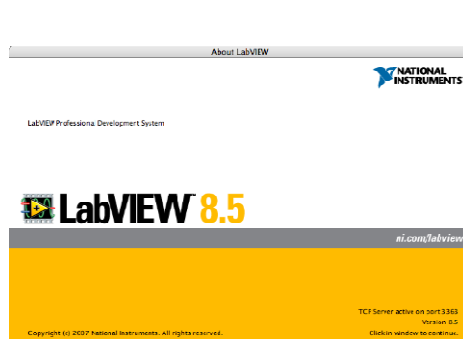 About LabVIEW
NATIONAL
INSTRUMENTS
LabVIEW Professional Development System
LabVIEW™ 8.5
ni.com/labview
TCP Server active on port 3363
Version 8.5
Copyright (c) 2007 National Instruments. All rights reserved.
Click in window to continue.